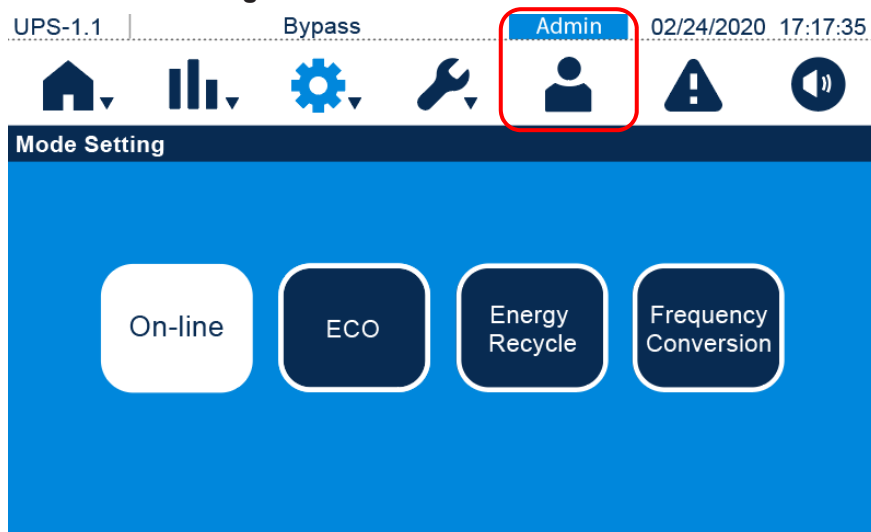 UPS-1.1 Bypass Admin 02/24/2020 17:17:35
Mode Setting
On-line
ECO
Energy
Recycle
Frequency
Conversion